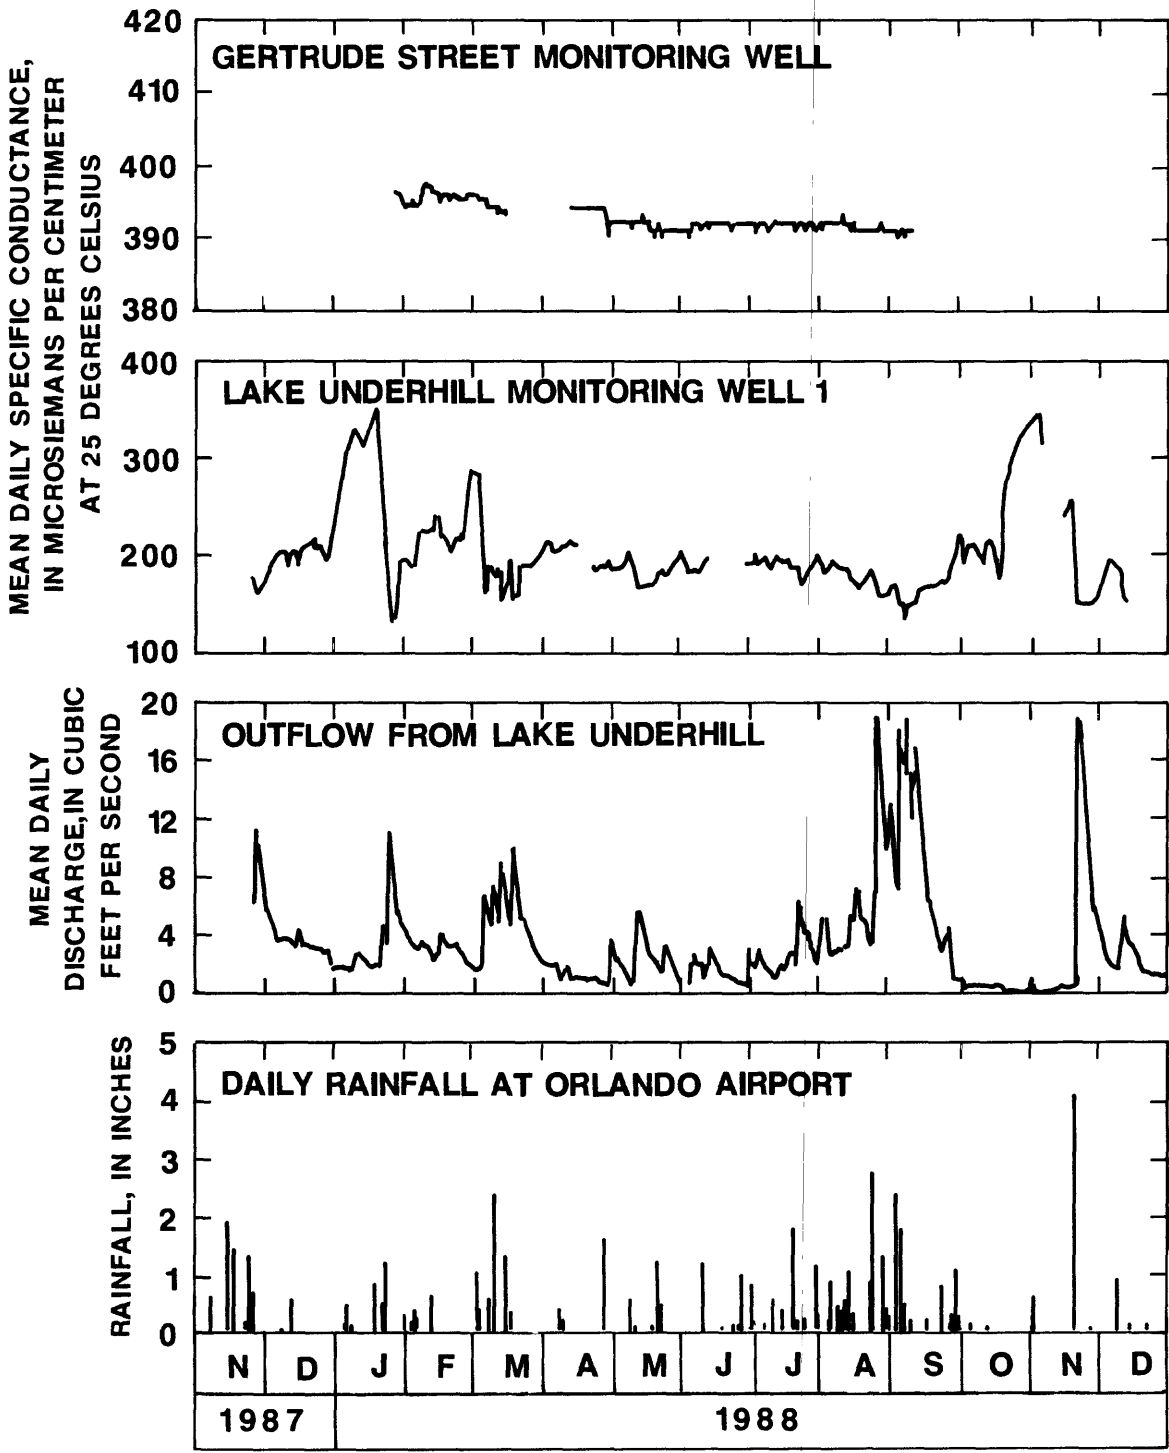 MEAN DAILY SPECIFIC CONDUCTANCE,
IN MICROSIEMANS PER CENTIMETER
AT 25 DEGREES CELSIUS
420
410
400
390
380
GERTRUDE STREET MONITORING WELL
400
300
200
100
LAKE UNDERHILL MONITORING WELL 1
MEAN DAILY
DISCHARGE,IN CUBIC
FEET PER SECOND
20
16
12
8
4
0
OUTFLOW FROM LAKE UNDERHILL
RAINFALL, IN INCHES
5
4
3
2
1
0
DAILY RAINFALL AT ORLANDO AIRPORT
N D J F M A M J J A S O N D
1987 1988